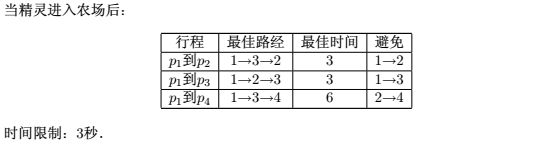 当精灵进入农场后：
行程 最佳路经 最佳时间 避免
p₁到p₂ 1→3→2 3 1→2
p₁到p₃ 1→2→3 3 1→3
p₁到p₄ 1→3→4 6 2→4
时间限制：3秒．